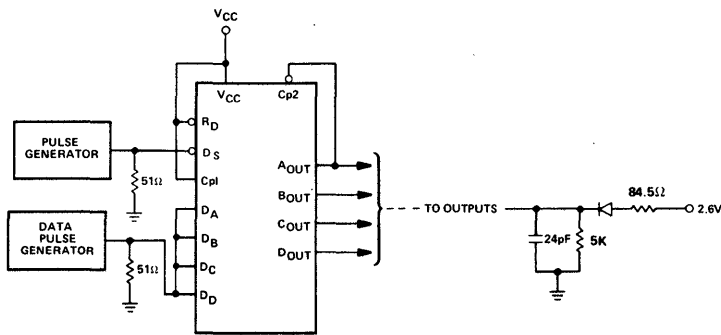 VCC
VCC
Cp2
RD
PULSE
GENERATOR
DS
51Ω
Cp1
AOUT
84.5Ω
BOUT
2.6V
DATA
PULSE
GENERATOR
DA
TO OUTPUTS
DB
COUT
24pF
5K
DC
DOUT
51Ω
DD